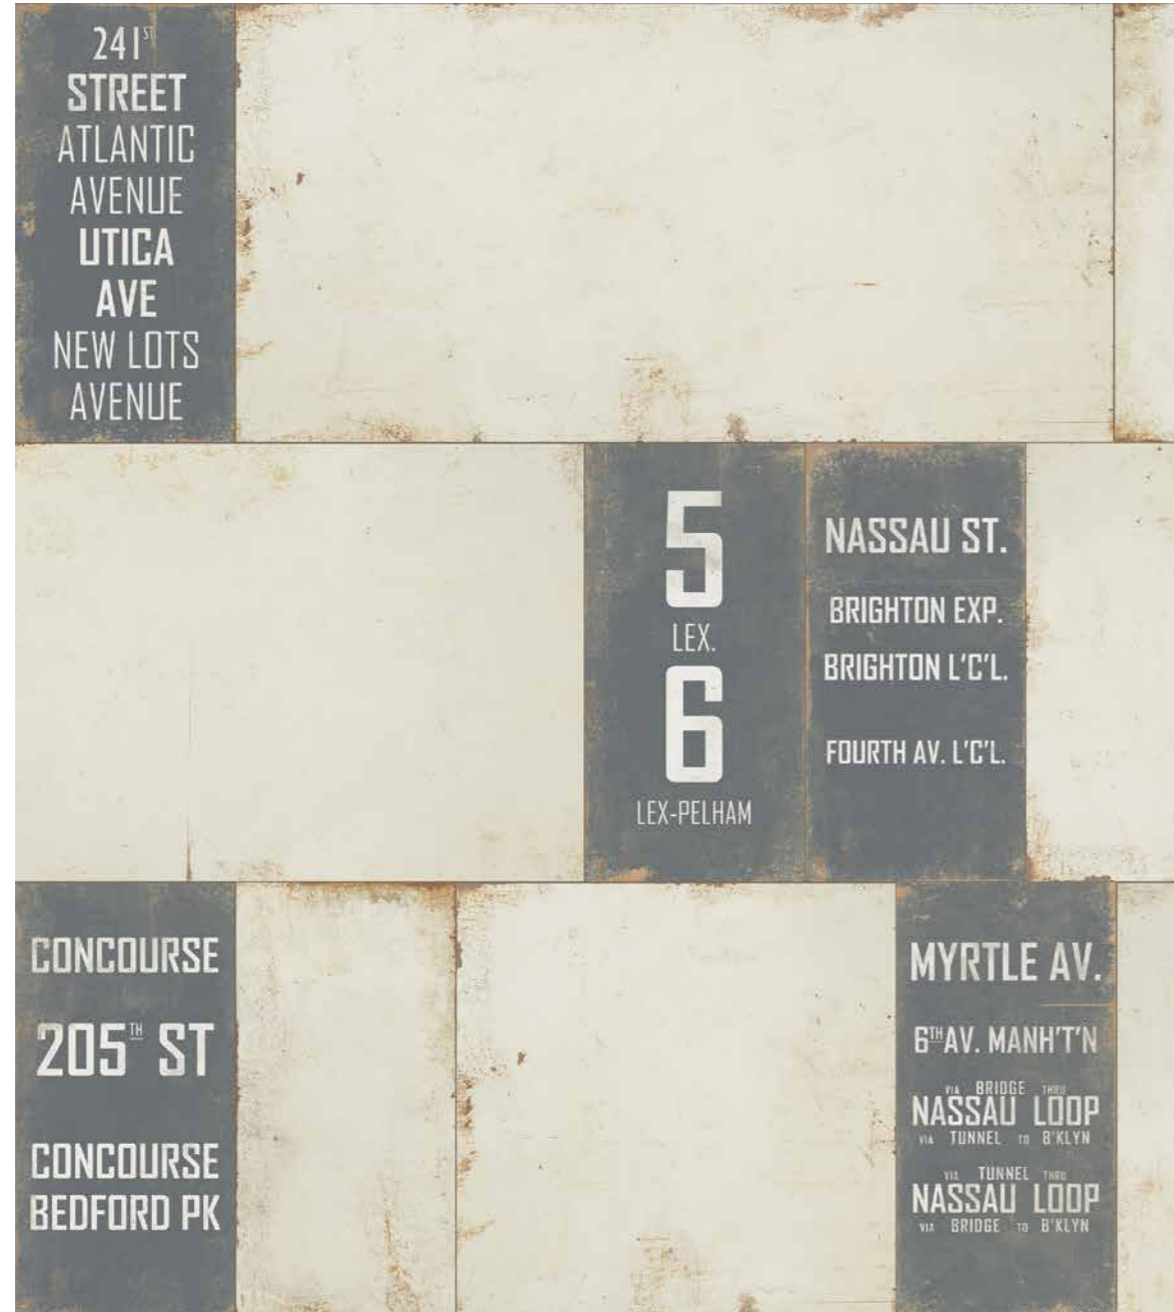 241ST
STREET
ATLANTIC
AVENUE
UTICA
AVE
NEW LOTS
AVENUE
5
LEX.
6
LEX-PELHAM
NASSAU ST.
BRIGHTON EXP.
BRIGHTON L'C'L.
FOURTH AV. L'C'L.
CONCOURSE
205TH ST
CONCOURSE
BEDFORD PK
MYRTLE AV.
6TH AV. MANH'T'N
VIA BRIDGE THRU
NASSAU LOOP
VIA TUNNEL TO B'KLYN
VIA TUNNEL THRU
NASSAU LOOP
VIA BRIDGE TO B'KLYN